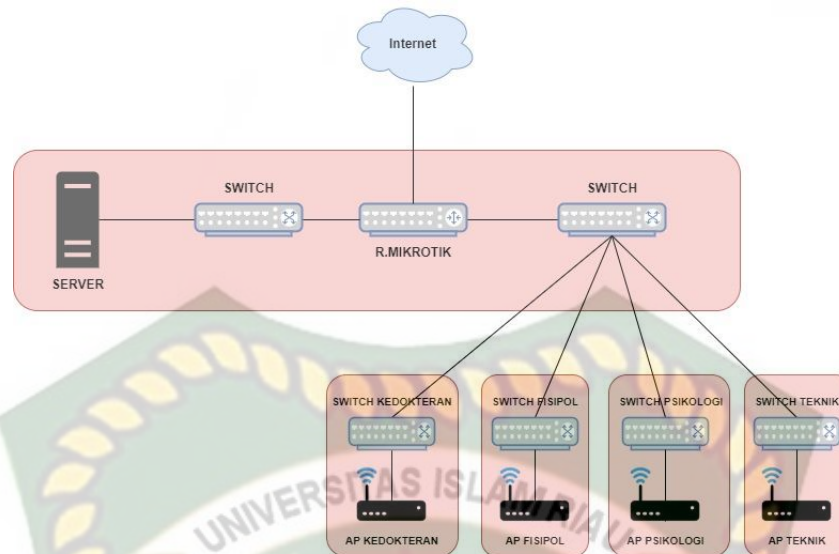 Internet
SWITCH
SWITCH
R.MIKROTIK
SERVER
SWITCH KEDOKTERAN
SWITCH FISIPOL
SWITCH PSIKOLOGI
SWITCH TEKNIK
UNIVERSITAS ISLAM RIAU
AP KEDOKTERAN
AP FISIPOL
AP PSIKOLOGI
AP TEKNIK